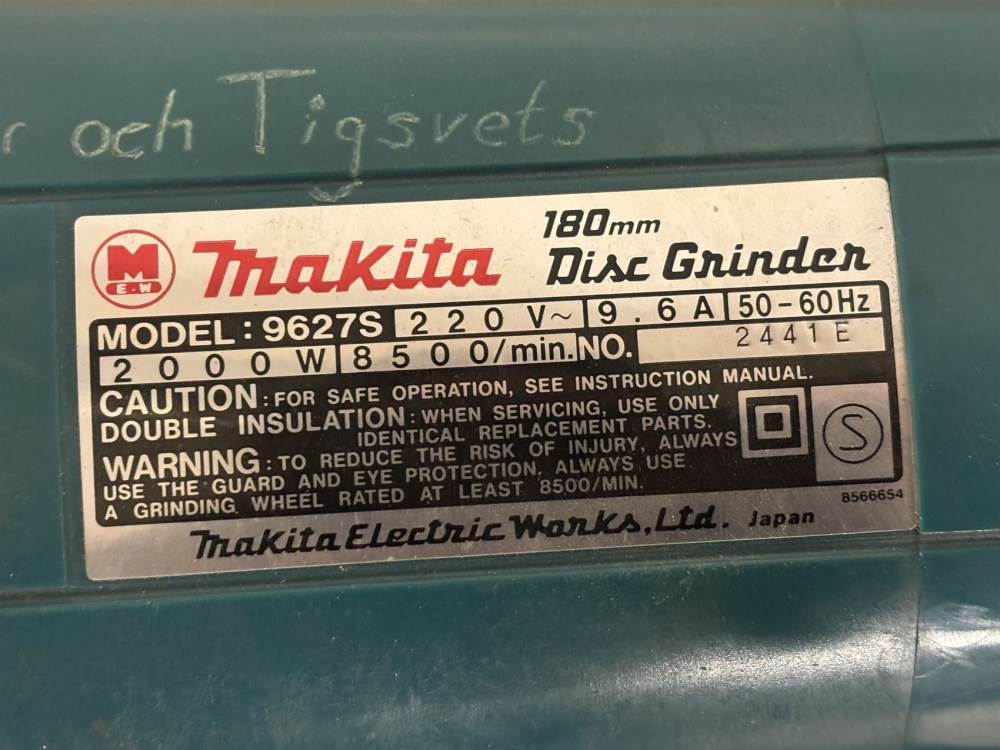 och Tigsvets
M
E.W
Makita
180mm
Disc Grinder
MODEL: 9627S 220 V~ 9.6 A 50-60Hz
2000 W 8500/min. NO. 2441 E
CAUTION: FOR SAFE OPERATION, SEE INSTRUCTION MANUAL.
DOUBLE INSULATION: WHEN SERVICING, USE ONLY
IDENTICAL REPLACEMENT PARTS.
WARNING: TO REDUCE THE RISK OF INJURY, ALWAYS
USE THE GUARD AND EYE PROTECTION. ALWAYS USE
A GRINDING WHEEL RATED AT LEAST 8500/MIN.
S
8566654
Makita Electric Works, Ltd. Japan